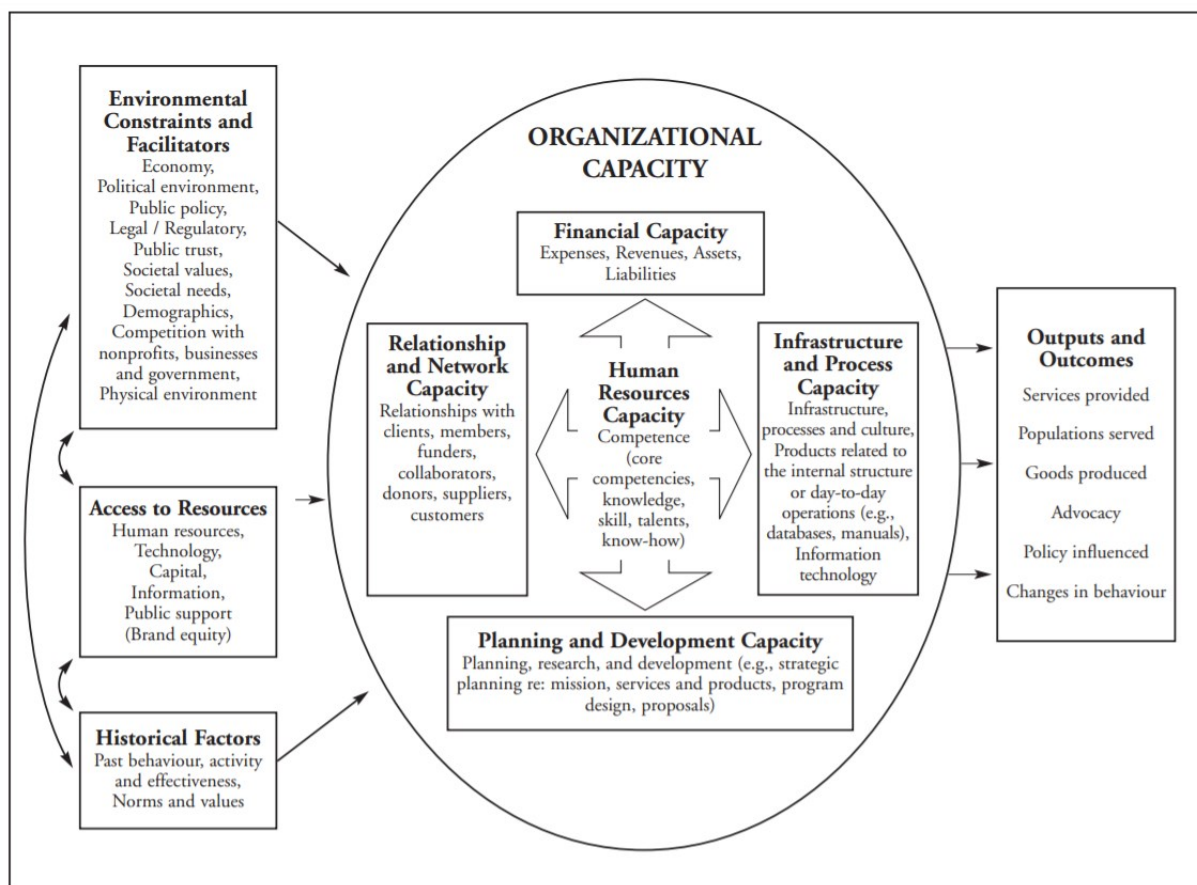 Environmental
Constraints and
Facilitators
Economy,
Political environment,
Public policy,
Legal / Regulatory,
Public trust,
Societal values,
Societal needs,
Demographics,
Competition with
nonprofits, businesses
and government,
Physical environment
Access to Resources
Human resources,
Technology,
Capital,
Information,
Public support
(Brand equity)
Historical Factors
Past behaviour, activity
and effectiveness,
Norms and values
ORGANIZATIONAL
CAPACITY
Financial Capacity
Expenses, Revenues, Assets,
Liabilities
Relationship
and Network
Capacity
Relationships with
clients, members,
funders,
collaborators,
donors, suppliers,
customers
Human
Resources
Capacity
Competence
(core
competencies,
knowledge,
skill, talents,
know-how)
Infrastructure
and Process
Capacity
Infrastructure,
processes and culture,
Products related to
the internal structure
or day-to-day
operations (e.g.,
databases, manuals),
Information
technology
Planning and Development Capacity
Planning, research, and development (e.g., strategic
planning re: mission, services and products, program
design, proposals)
Outputs and
Outcomes
Services provided
Populations served
Goods produced
Advocacy
Policy influenced
Changes in behaviour